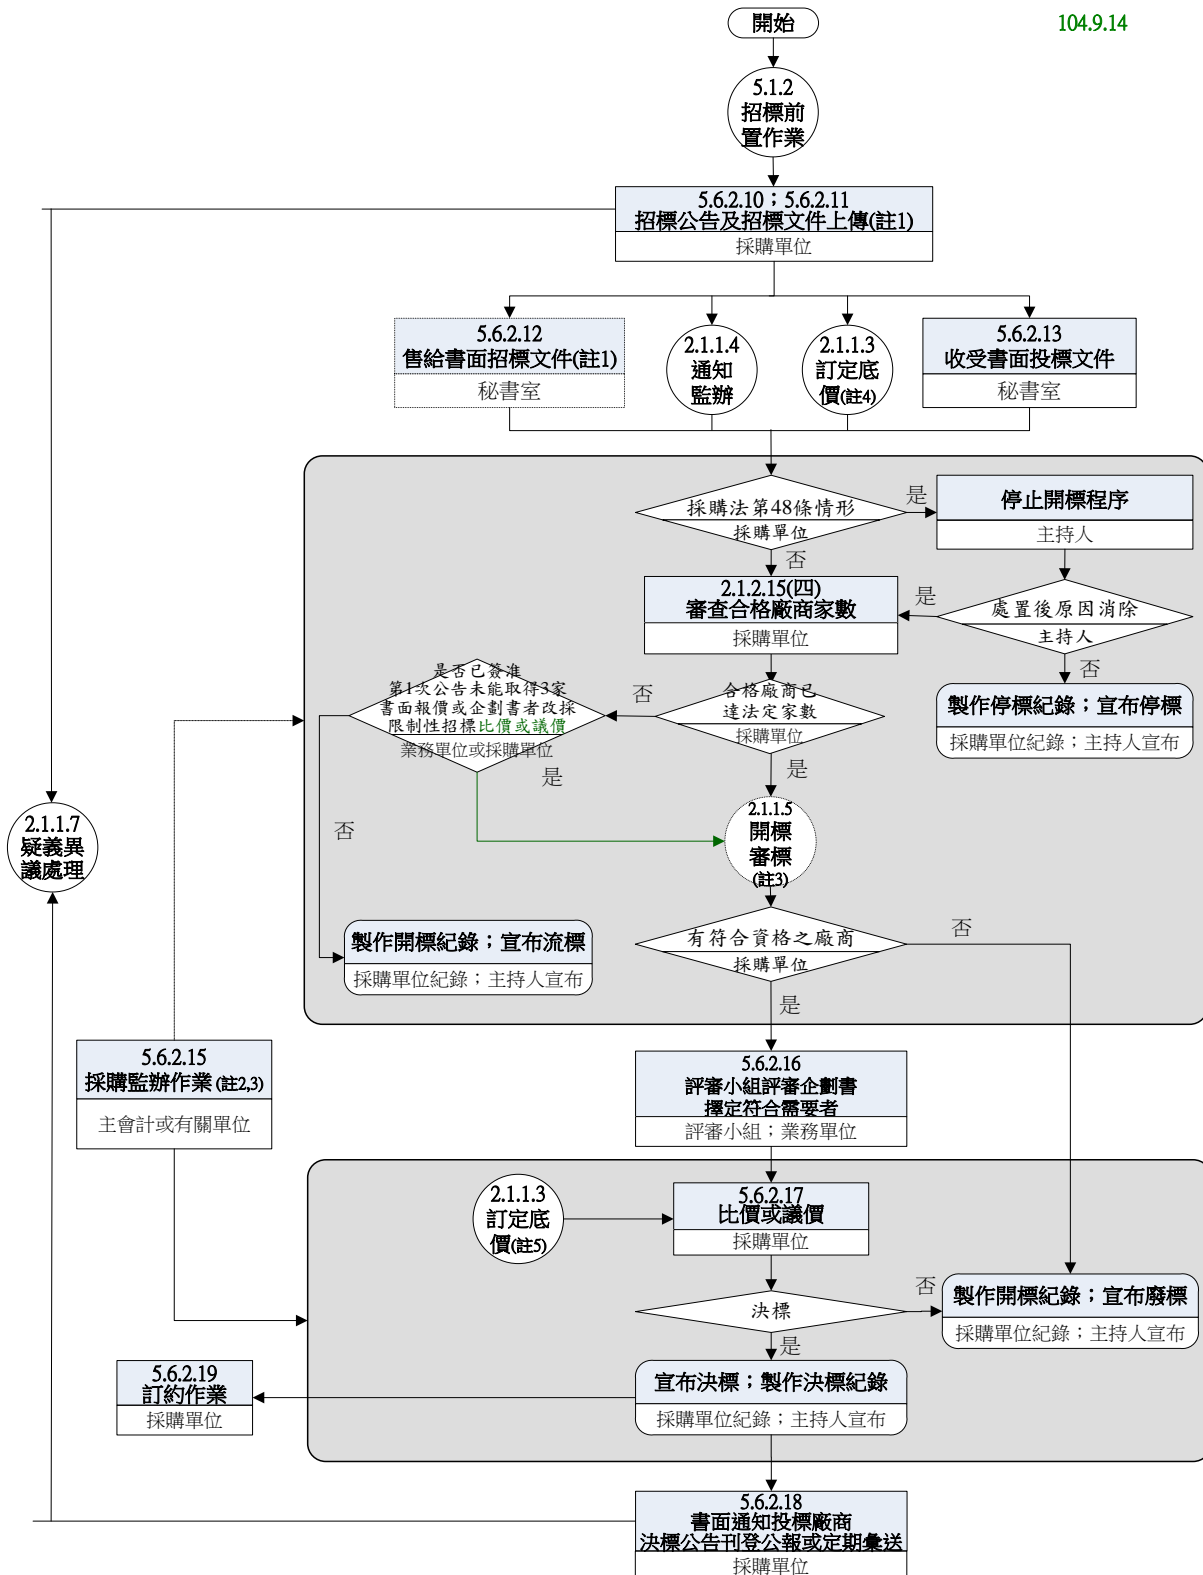 開始
104.9.14
5.1.2
招標前
置作業
5.6.2.10；5.6.2.11
招標公告及招標文件上傳(註1)
採購單位
5.6.2.12
售給書面招標文件(註1)
秘書室
2.1.1.4
通知
監辦
2.1.1.3
訂定底
價(註4)
5.6.2.13
收受書面投標文件
秘書室
採購法第48條情形
採購單位
是
否
停止開標程序
主持人
2.1.2.15(四)
審查合格廠商家數
採購單位
是
處置後原因消除
主持人
否
是否已簽准
第1次公告未能取得3家
書面報價或企劃書者改採
限制性招標比價或議價
業務單位或採購單位
否
合格廠商已
達法定家數
採購單位
製作停標紀錄；宣布停標
採購單位紀錄；主持人宣布
是
是
否
2.1.1.5
開標
審標
(註3)
2.1.1.7
疑義異
議處理
製作開標紀錄；宣布流標
採購單位紀錄；主持人宣布
有符合資格之廠商
採購單位
否
是
5.6.2.15
採購監辦作業(註2,3)
主會計或有關單位
5.6.2.16
評審小組評審企劃書
擇定符合需要者
評審小組；業務單位
2.1.1.3
訂定底
價(註5)
5.6.2.17
比價或議價
採購單位
決標
否
是
製作開標紀錄；宣布廢標
採購單位紀錄；主持人宣布
5.6.2.19
訂約作業
採購單位
宣布決標；製作決標紀錄
採購單位紀錄；主持人宣布
5.6.2.18
書面通知投標廠商
決標公告刊登公報或定期彙送
採購單位